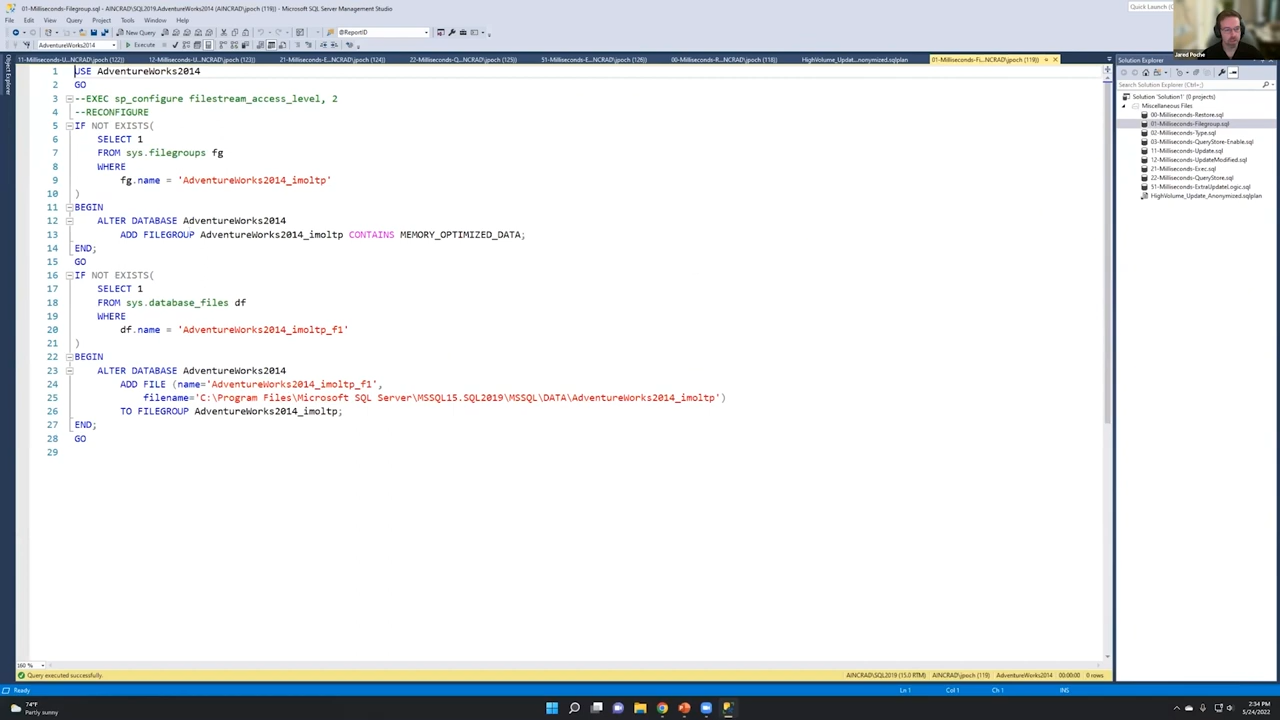 01-Milliseconds-Filegroup.sql - AINCRAD\SQL2019.AdventureWorks2014 (AINCRAD\jpoch (119)) - Microsoft SQL Server Management Studio
Quick Launch (
File Edit View Query Project Tools Window Help
New Query @ReportID
AdventureWorks2014 Execute
11-Milliseconds-U...NCRAD\jpoch (122)) 12-Milliseconds-U...NCRAD\jpoch (123)) 21-Milliseconds-E...NCRAD\jpoch (124)) 22-Milliseconds-Q...NCRAD\jpoch (125)) 51-Milliseconds-E...NCRAD\jpoch (126)) 00-Milliseconds-R...NCRAD\jpoch (118)) HighVolume_Updat...nymized.sqlplan 01-Milliseconds-Fi...NCRAD\jpoch (119))
Jared Poche
Object Explorer
1 USE AdventureWorks2014
2 GO
3 --EXEC sp_configure filestream_access_level, 2
4 --RECONFIGURE
5 IF NOT EXISTS(
6 SELECT 1
7 FROM sys.filegroups fg
8 WHERE
9 fg.name = 'AdventureWorks2014_imoltp'
10 )
11 BEGIN
12 ALTER DATABASE AdventureWorks2014
13 ADD FILEGROUP AdventureWorks2014_imoltp CONTAINS MEMORY_OPTIMIZED_DATA;
14 END;
15 GO
16 IF NOT EXISTS(
17 SELECT 1
18 FROM sys.database_files df
19 WHERE
20 df.name = 'AdventureWorks2014_imoltp_f1'
21 )
22 BEGIN
23 ALTER DATABASE AdventureWorks2014
24 ADD FILE (name='AdventureWorks2014_imoltp_f1',
25 filename='C:\Program Files\Microsoft SQL Server\MSSQL15.SQL2019\MSSQL\DATA\AdventureWorks2014_imoltp')
26 TO FILEGROUP AdventureWorks2014_imoltp;
27 END;
28 GO
29
Solution Explorer
Search Solution Explorer (Ctrl+;)
Solution 'Solution1' (0 projects)
Miscellaneous Files
00-Milliseconds-Restore.sql
01-Milliseconds-Filegroup.sql
02-Milliseconds-Type.sql
03-Milliseconds-QueryStore-Enable.sql
11-Milliseconds-Update.sql
12-Milliseconds-UpdateModified.sql
21-Milliseconds-Exec.sql
22-Milliseconds-QueryStore.sql
51-Milliseconds-ExtraUpdateLogic.sql
HighVolume_Update_Anonymized.sqlplan
160 %
Query executed successfully. AINCRAD\SQL2019 (15.0 RTM) AINCRAD\jpoch (119) AdventureWorks2014 00:00:00 0 rows
Ready Ln 1 Col 1 Ch 1 INS
74°F
Partly sunny
2:34 PM
5/24/2022